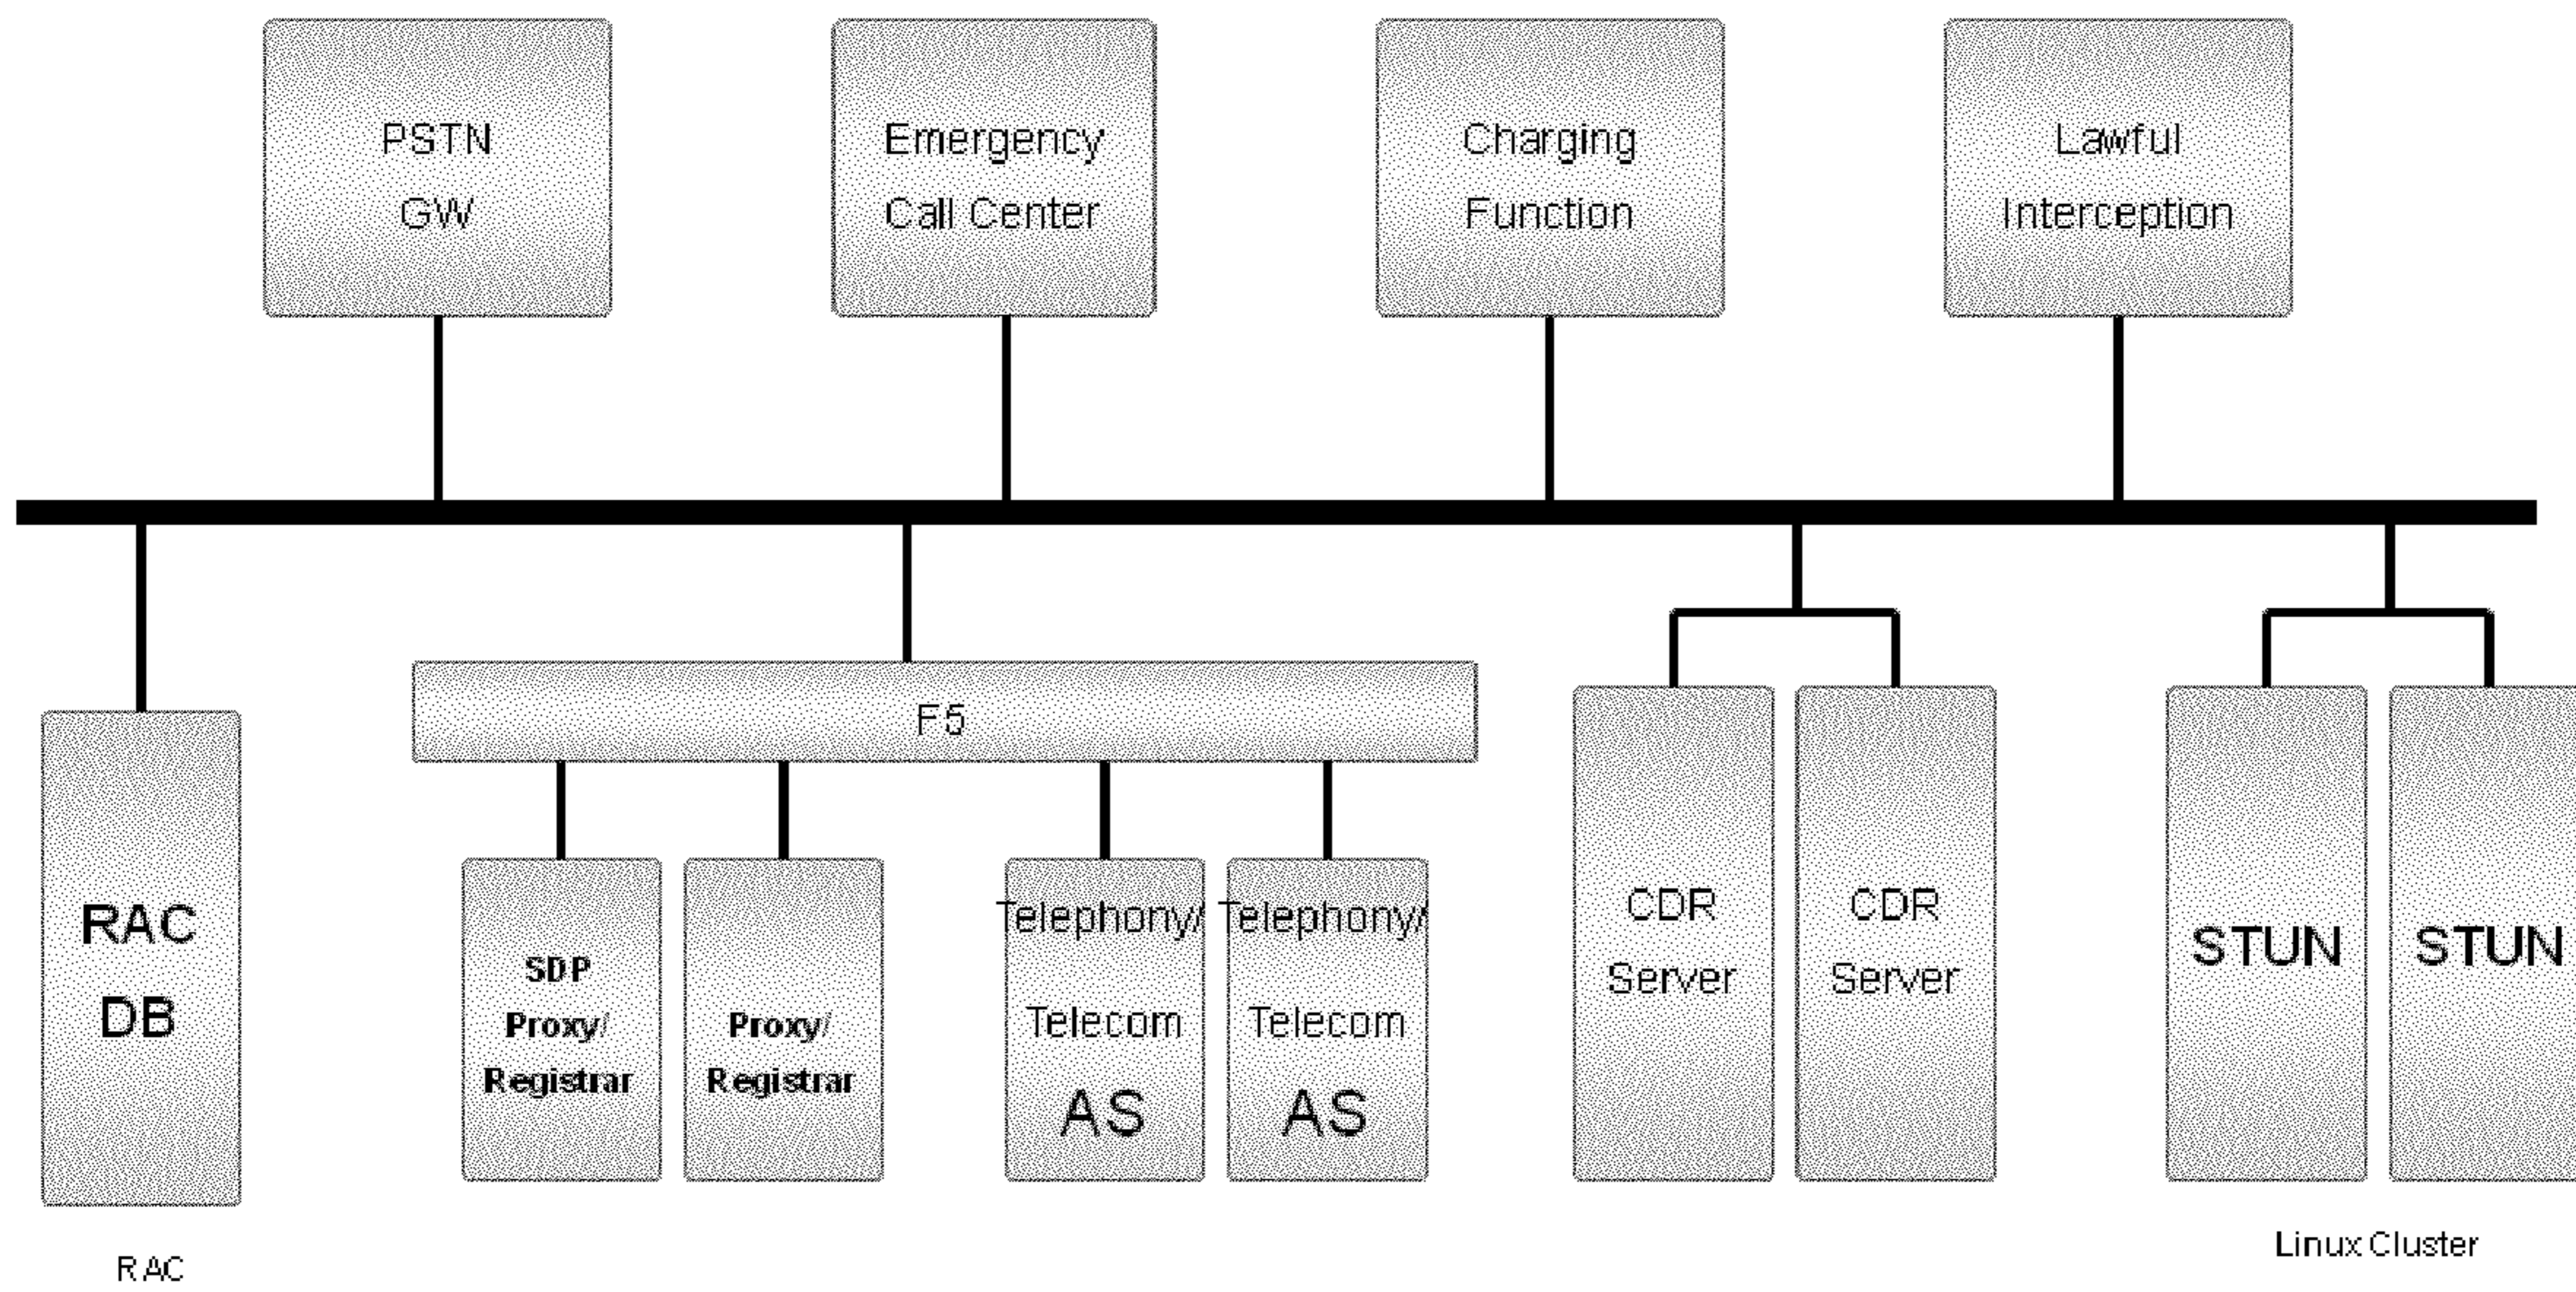 PSTN
GW
Emergency
Call Center
Charging
Function
Lawful
Interception
F5
RAC
DB
SDP
Proxy/
Registrar
Proxy/
Registrar
Telephony/
Telecom
AS
Telephony/
Telecom
AS
CDR
Server
CDR
Server
STUN
STUN
RAC
Linux Cluster